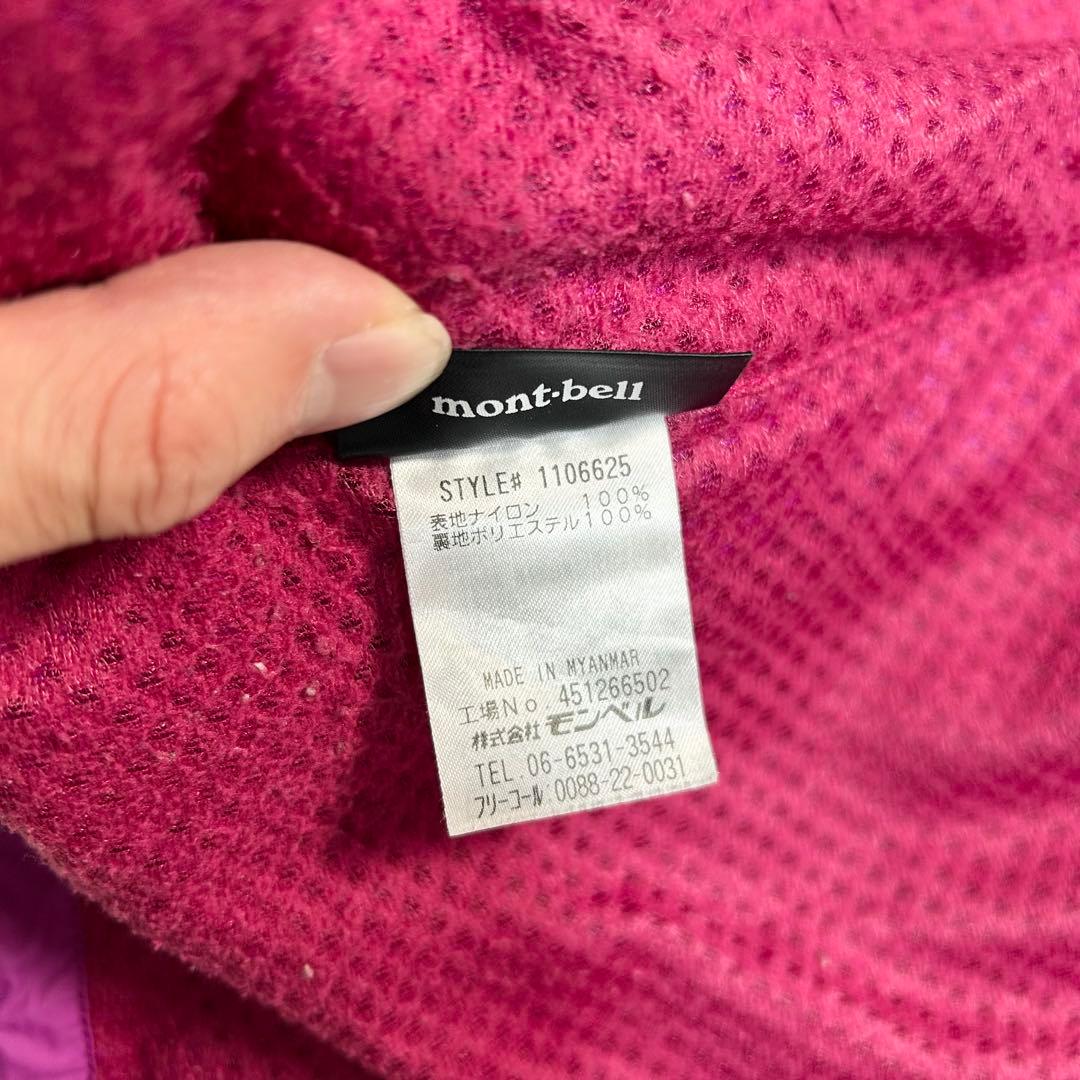 mont·bell
STYLE# 1106625
表地ナイロン 100%
裏地ポリエステル100%
MADE IN MYANMAR
工場No.451266502
株式会社モンベル
TEL.06-6531-3544
フリーコール:0088-22-0031